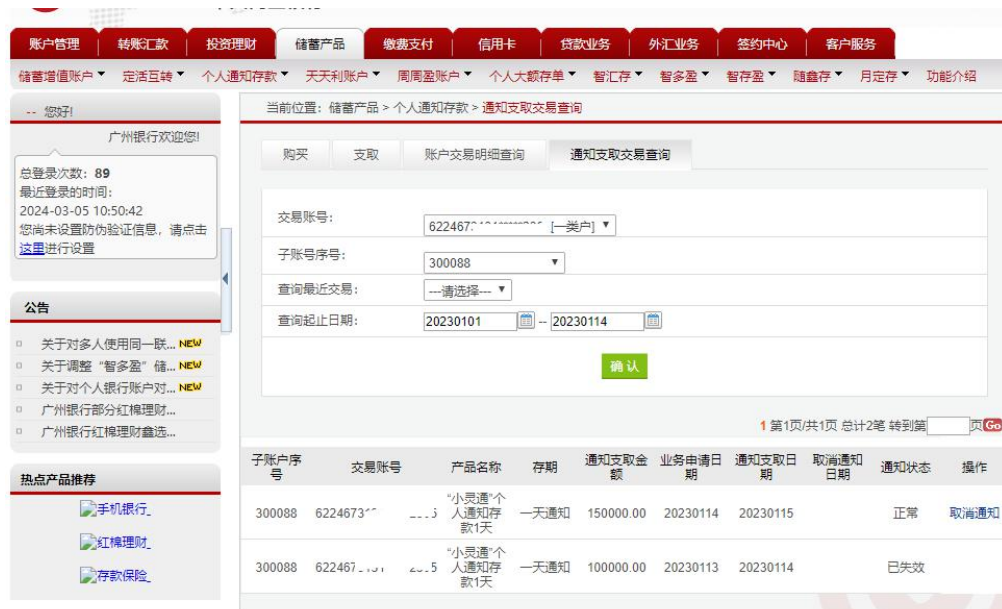 账户管理 转账汇款 投资理财 储蓄产品 缴费支付 信用卡 贷款业务 外汇业务 签约中心 客户服务
储蓄增值账户 定活互转 个人通知存款 天天利账户 周周盈账户 个人大额存单 智汇存 智多盈 智存盈 随鑫存 月定存 功能介绍
-- 您好!
广州银行欢迎您!
总登录次数：89
最近登录的时间：
2024-03-05 10:50:42
您尚未设置防伪验证信息，请点击
这里进行设置
公告
关于对多人使用同一联... NEW
关于调整“智多盈”储... NEW
关于对个人银行账户对... NEW
广州银行部分红棉理财...
广州银行红棉理财鑫选...
热点产品推荐
手机银行_
红棉理财_
存款保险_
当前位置：储蓄产品 > 个人通知存款 > 通知支取交易查询
购买 支取 账户交易明细查询 通知支取交易查询
交易账号： [一类户]
子账号序号： 300088
查询最近交易： ---请选择---
查询起止日期： 20230101 -- 20230114
确认
1 第1页/共1页 总计2笔 转到第 页 Go
子账户序号 交易账号 产品名称 存期 通知支取金额 业务申请日期 通知支取日期 取消通知日期 通知状态 操作
300088 “小灵通”个人通知存款1天 一天通知 150000.00 20230114 20230115 正常 取消通知
300088 “小灵通”个人通知存款1天 一天通知 100000.00 20230113 20230114 已失效